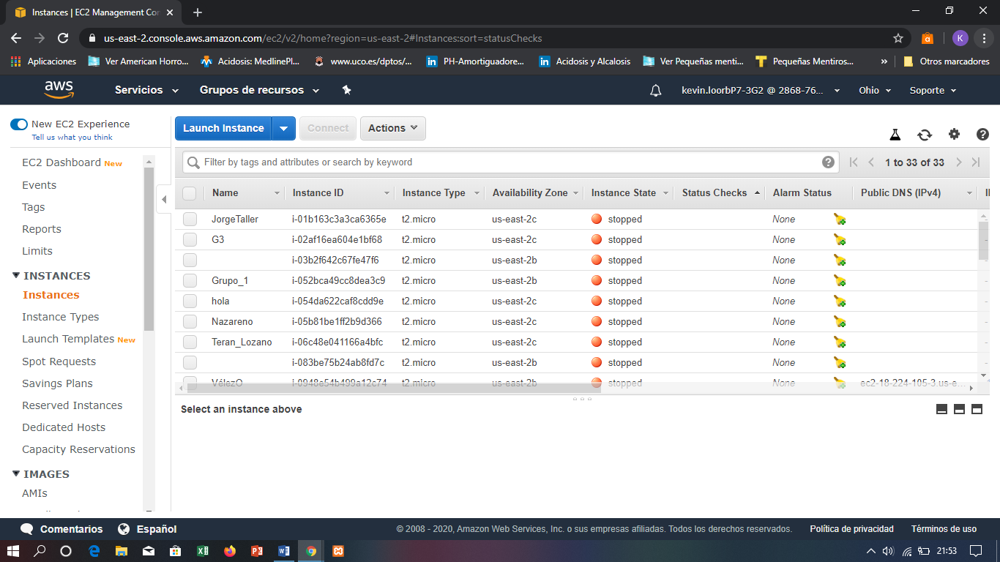 Instances | EC2 Management Con
us-east-2.console.aws.amazon.com/ec2/v2/home?region=us-east-2#Instances:sort=statusChecks
K
Aplicaciones Ver American Horro... Acidosis: MedlinePl... www.uco.es/dptos/... PH-Amortiguadore... Acidosis y Alcalosis Ver Pequeñas menti... Pequeñas Mentiros... » Otros marcadores
aws Servicios Grupos de recursos kevin.loorbP7-3G2 @ 2868-76... Ohio Soporte
New EC2 Experience
Tell us what you think
EC2 Dashboard New
Events
Tags
Reports
Limits
INSTANCES
Instances
Instance Types
Launch Templates New
Spot Requests
Savings Plans
Reserved Instances
Dedicated Hosts
Capacity Reservations
IMAGES
AMIs
Launch Instance Connect Actions
Filter by tags and attributes or search by keyword 1 to 33 of 33
Name Instance ID Instance Type Availability Zone Instance State Status Checks Alarm Status Public DNS (IPv4)
JorgeTaller i-01b163c3a3ca6365e t2.micro us-east-2c stopped None
G3 i-02af16ea604e1bf68 t2.micro us-east-2c stopped None
i-03b2f642c67fe47f6 t2.micro us-east-2b stopped None
Grupo_1 i-052bca49cc8dea3c9 t2.micro us-east-2b stopped None
hola i-054da622caf8cdd9e t2.micro us-east-2c stopped None
Nazareno i-05b81be1ff2b9d366 t2.micro us-east-2c stopped None
Teran_Lozano i-06c48e041166a4bfc t2.micro us-east-2c stopped None
i-083be75b24ab8fd7c t2.micro us-east-2b stopped None
VélezO i-0948e54b499a12c74 t2.micro us-east-2b stopped None ec2-18-224-105-3.us-e...
Select an instance above
Comentarios Español © 2008 - 2020, Amazon Web Services, Inc. o sus empresas afiliadas. Todos los derechos reservados. Política de privacidad Términos de uso
21:53